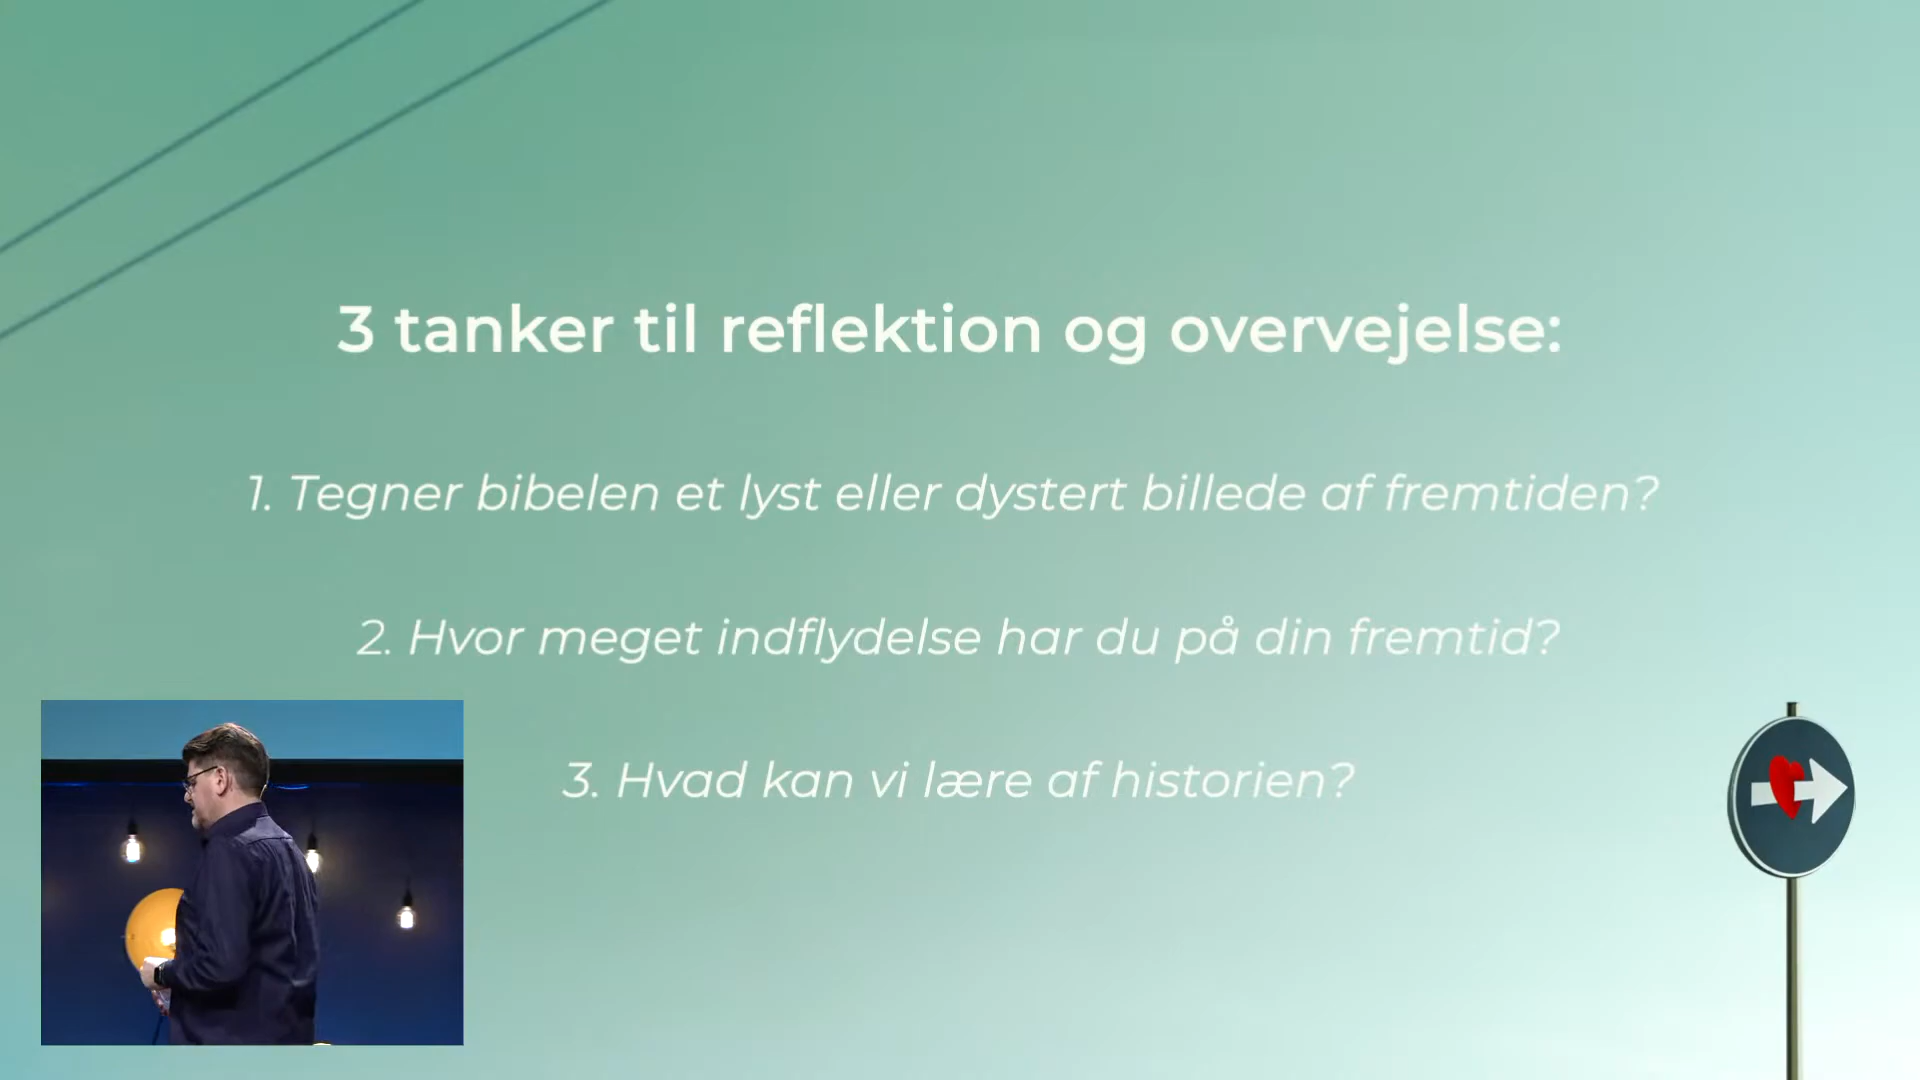 3 tanker til reflektion og overvejelse:
1. Tegner bibelen et lyst eller dystert billede af fremtiden?
2. Hvor meget indflydelse har du på din fremtid?
3. Hvad kan vi lære af historien?